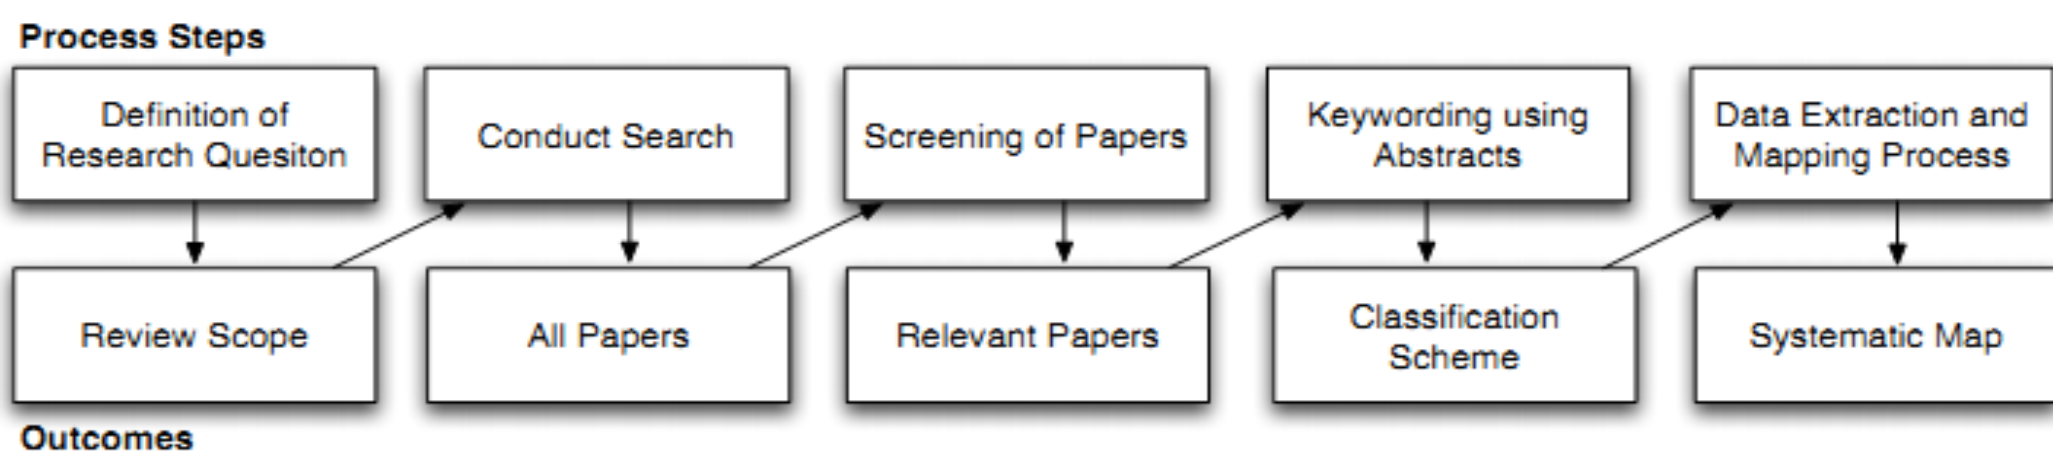 Process Steps
Definition of
Research Quesiton
Conduct Search
Screening of Papers
Keywording using
Abstracts
Data Extraction and
Mapping Process
Review Scope
All Papers
Relevant Papers
Classification
Scheme
Systematic Map
Outcomes